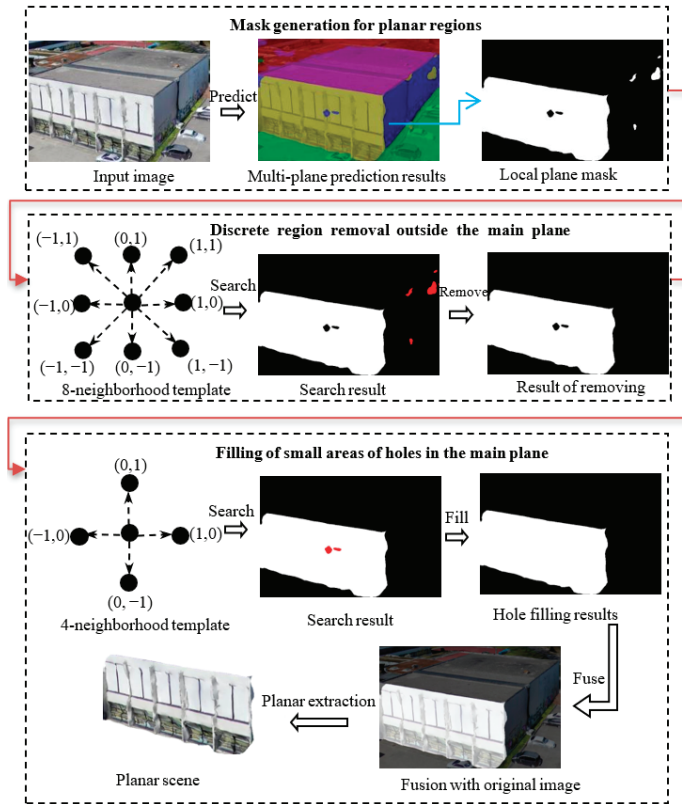 Mask generation for planar regions
Predict
Input image
Multi-plane prediction results
Local plane mask
Discrete region removal outside the main plane
(−1,1)
(0,1)
(1,1)
(−1,0)
(1,0)
(−1,−1)
(0,−1)
(1,−1)
8-neighborhood template
Search
Search result
Remove
Result of removing
Filling of small areas of holes in the main plane
(0,1)
(−1,0)
(1,0)
(0,−1)
4-neighborhood template
Search
Search result
Fill
Hole filling results
Fuse
Planar extraction
Planar scene
Fusion with original image